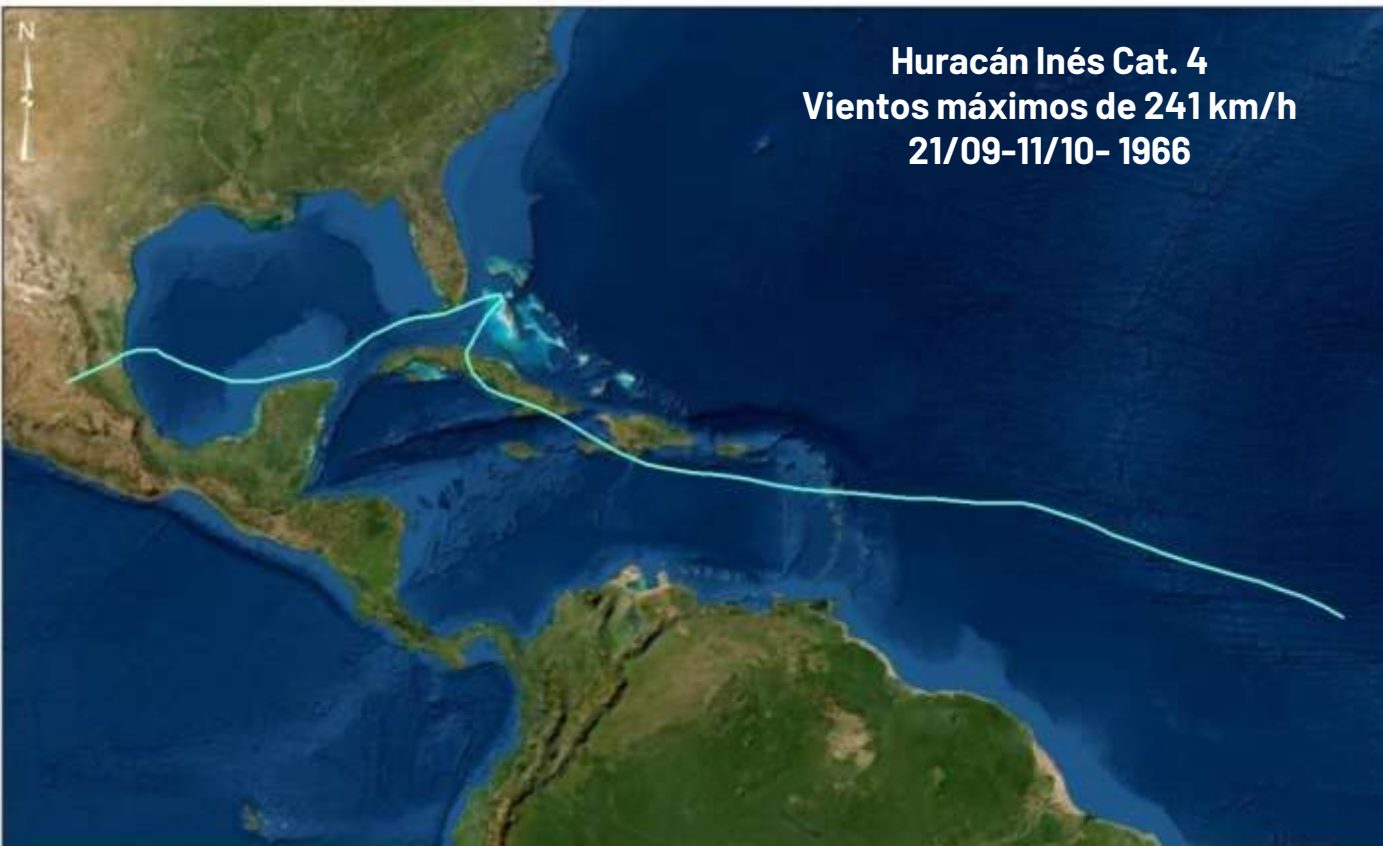 N
Huracán Inés Cat. 4
Vientos máximos de 241 km/h
21/09-11/10- 1966